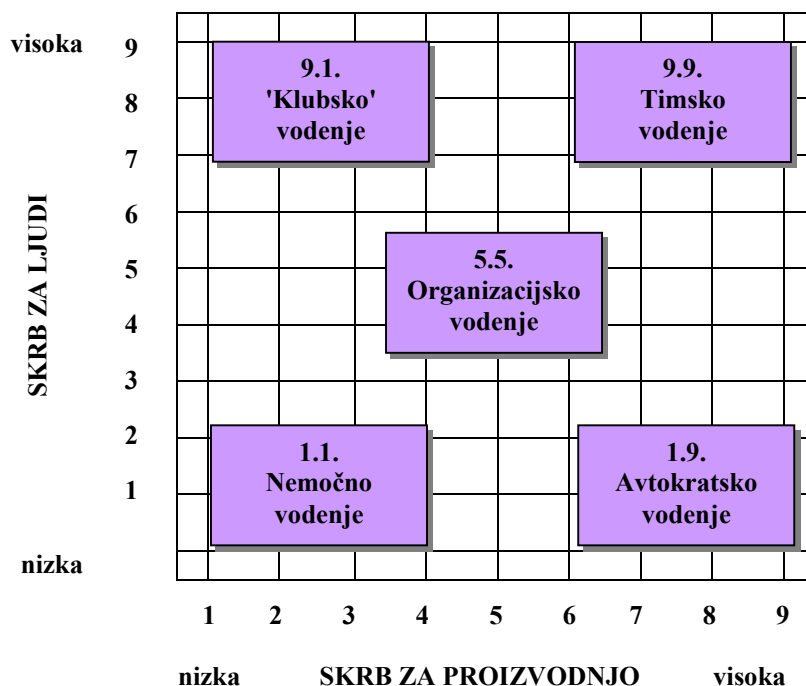 visoka
9
8
7
6
5
4
3
2
1
nizka
SKRB ZA LJUDI
9.1.
'Klubsko'
vodenje
9.9.
Timsko
vodenje
5.5.
Organizacijsko
vodenje
1.1.
Nemočno
vodenje
1.9.
Avtokratsko
vodenje
1 2 3 4 5 6 7 8 9
nizka SKRB ZA PROIZVODNJO visoka